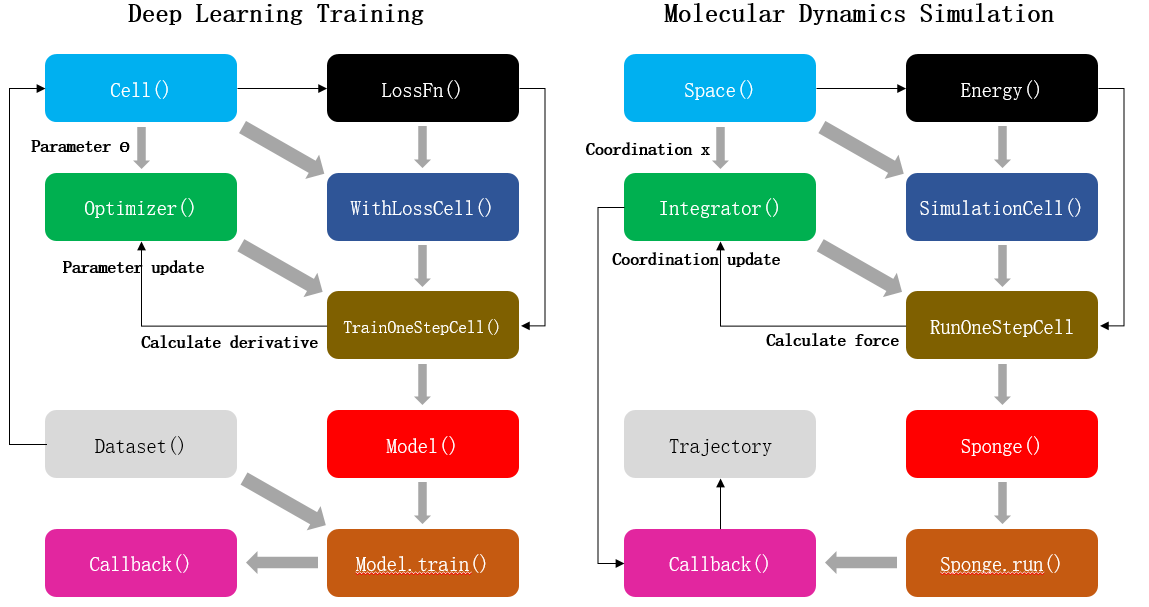 Deep Learning Training
Cell()
LossFn()
Parameter Θ
Optimizer()
WithLossCell()
Parameter update
TrainOneStepCell()
Calculate derivative
Dataset()
Model()
Callback()
Model.train()
Molecular Dynamics Simulation
Space()
Energy()
Coordination x
Integrator()
SimulationCell()
Coordination update
RunOneStepCell
Calculate force
Trajectory
Sponge()
Callback()
Sponge.run()